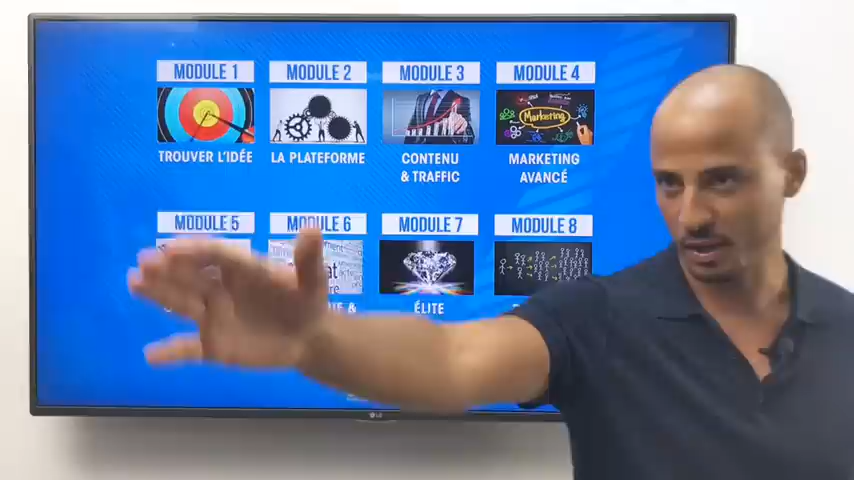 MODULE 1
MODULE 2
MODULE 3
MODULE 4
Marketing
TROUVER L'IDÉE
LA PLATEFORME
CONTENU
& TRAFFIC
MARKETING
AVANCÉ
MODULE 5
MODULE 6
MODULE 7
MODULE 8
&
ÉLITE
LG